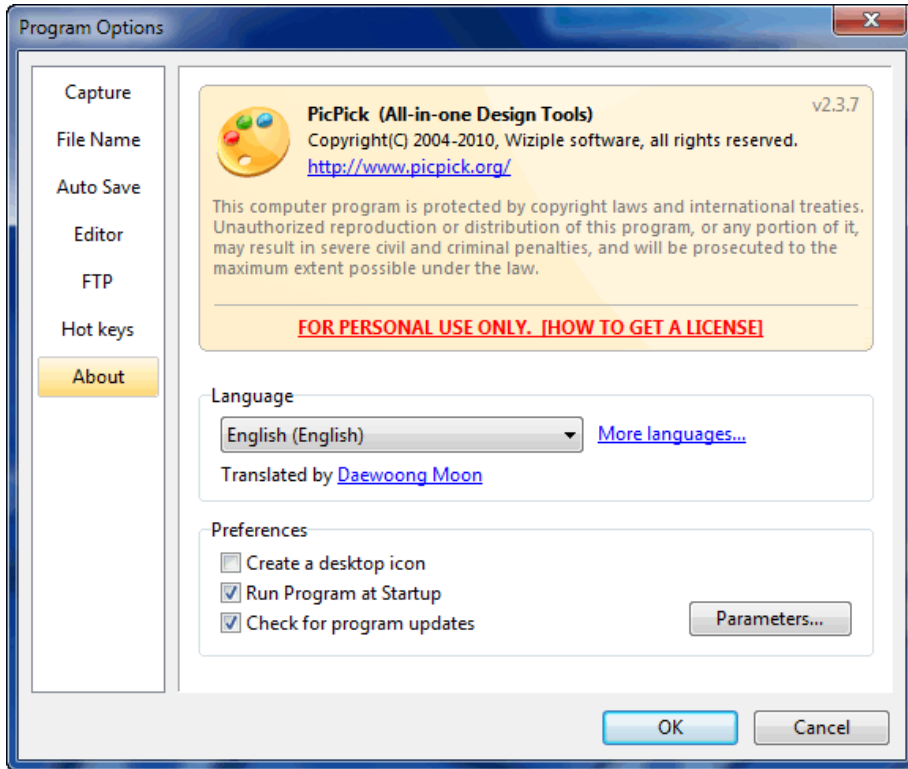 Program Options
Capture
File Name
Auto Save
Editor
FTP
Hot keys
About
PicPick (All-in-one Design Tools)
v2.3.7
Copyright(C) 2004-2010, Wiziple software, all rights reserved.
http://www.picpick.org/
This computer program is protected by copyright laws and international treaties.
Unauthorized reproduction or distribution of this program, or any portion of it,
may result in severe civil and criminal penalties, and will be prosecuted to the
maximum extent possible under the law.
FOR PERSONAL USE ONLY. [HOW TO GET A LICENSE]
Language
English (English)
More languages...
Translated by Daewoong Moon
Preferences
Create a desktop icon
Run Program at Startup
Check for program updates
Parameters...
OK
Cancel